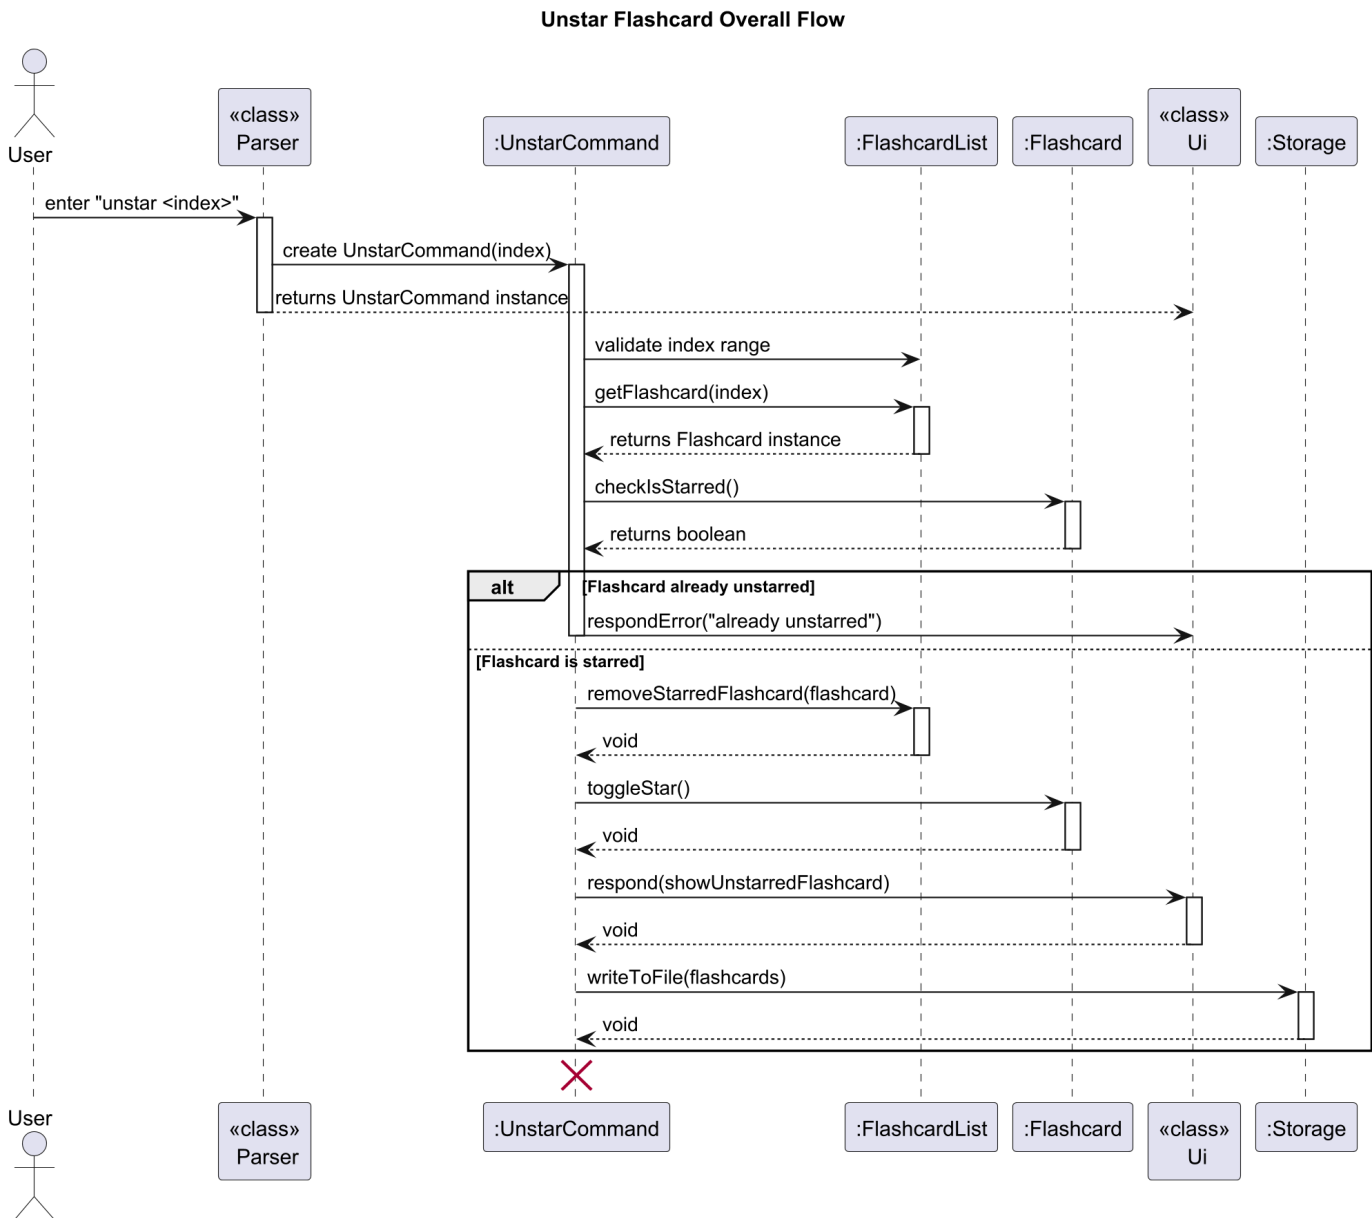 Unstar Flashcard Overall Flow
User
«class»
Parser
:UnstarCommand
:FlashcardList
:Flashcard
«class»
Ui
:Storage
enter "unstar <index>"
create UnstarCommand(index)
returns UnstarCommand instance
validate index range
getFlashcard(index)
returns Flashcard instance
checkIsStarred()
returns boolean
alt
[Flashcard already unstarred]
respondError("already unstarred")
[Flashcard is starred]
removeStarredFlashcard(flashcard)
void
toggleStar()
void
respond(showUnstarredFlashcard)
void
writeToFile(flashcards)
void
User
«class»
Parser
:UnstarCommand
:FlashcardList
:Flashcard
«class»
Ui
:Storage